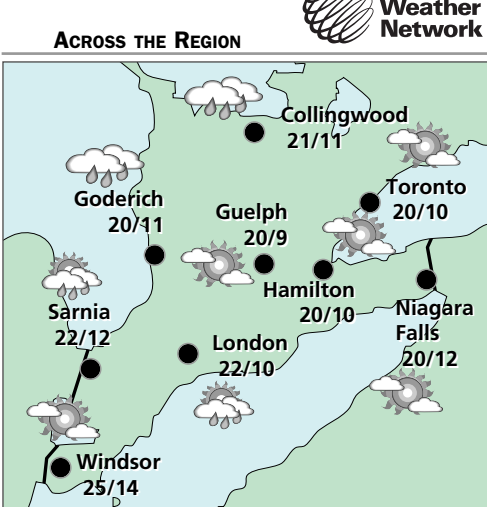 Weather
Network
ACROSS THE REGION
Collingwood
21/11
Toronto
20/10
Goderich
20/11
Guelph
20/9
Hamilton
20/10
Niagara
Falls
20/12
Sarnia
22/12
London
22/10
Windsor
25/14